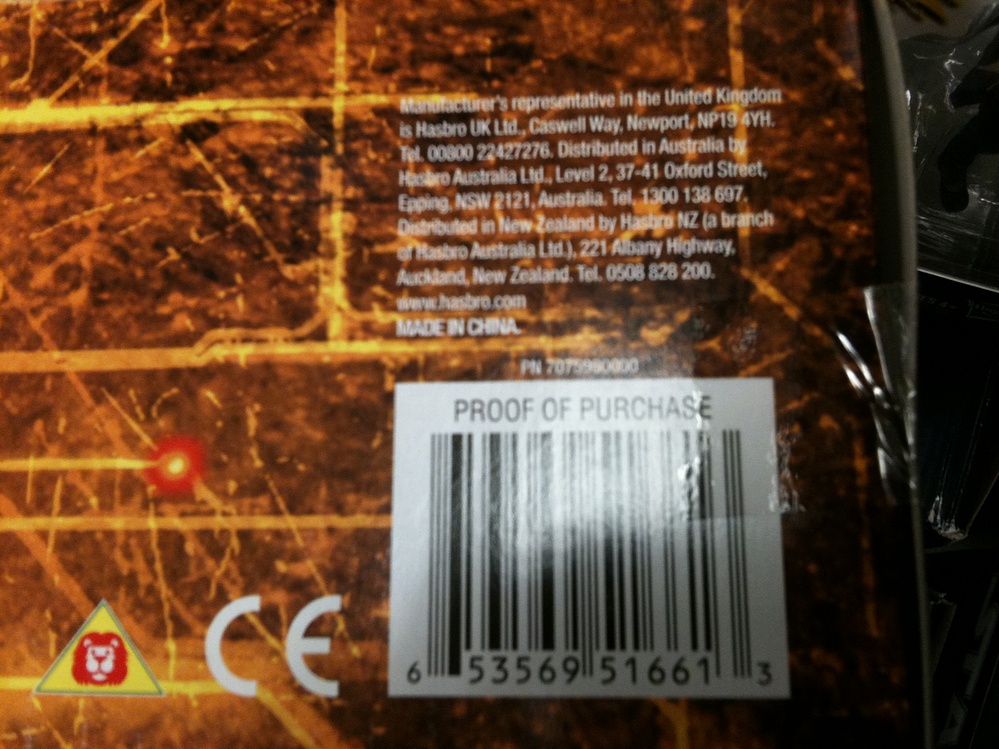 Manufacturer's representative in the United Kingdom
is Hasbro UK Ltd., Caswell Way, Newport, NP19 4YH.
Tel. 00800 22427276. Distributed in Australia by
Hasbro Australia Ltd., Level 2, 37-41 Oxford Street,
Epping, NSW 2121, Australia. Tel. 1300 138 697.
Distributed in New Zealand by Hasbro NZ (a branch
of Hasbro Australia Ltd.), 221 Albany Highway,
Auckland, New Zealand. Tel. 0508 828 200.
www.hasbro.com
MADE IN CHINA.
PN 7075980000
PROOF OF PURCHASE
6 53569 51661 3
CE